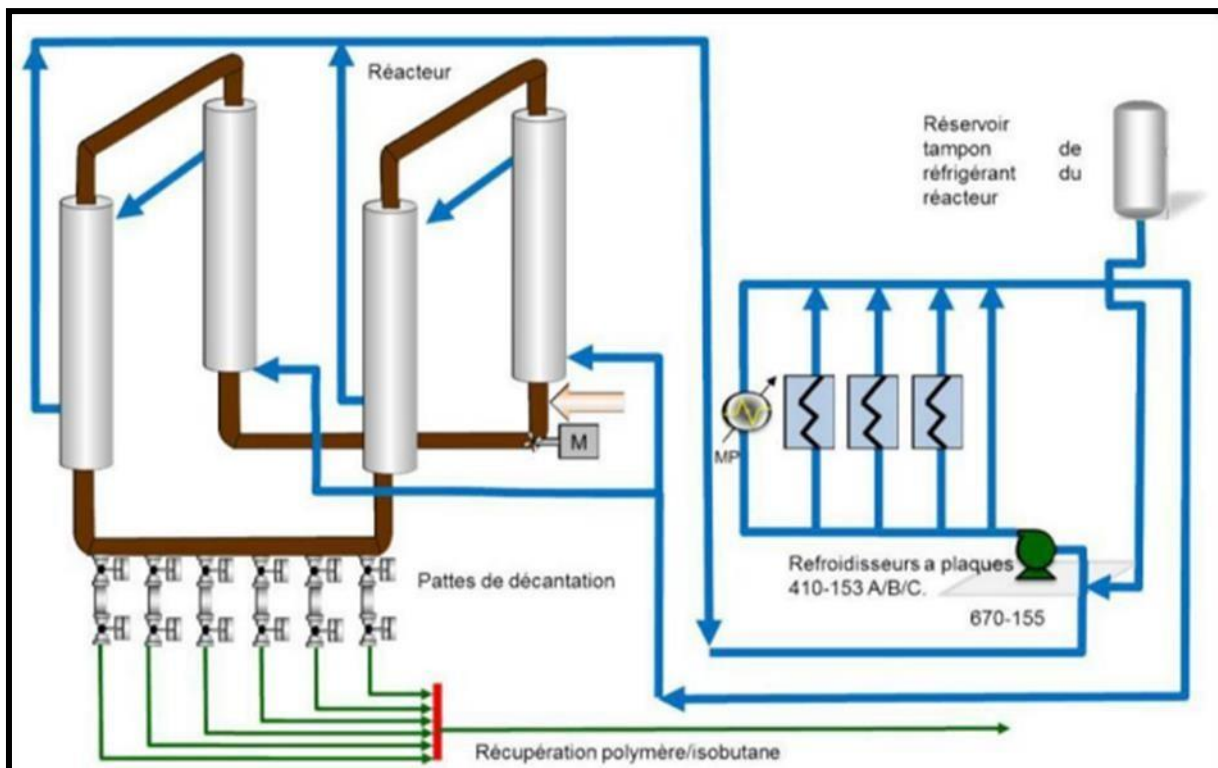 Réacteur
Réservoir
tampon de
réfrigérant du
réacteur
M
MP
Pattes de décantation
Refroidisseurs a plaques
410-153 A/B/C.
670-155
Récupération polymère/isobutane